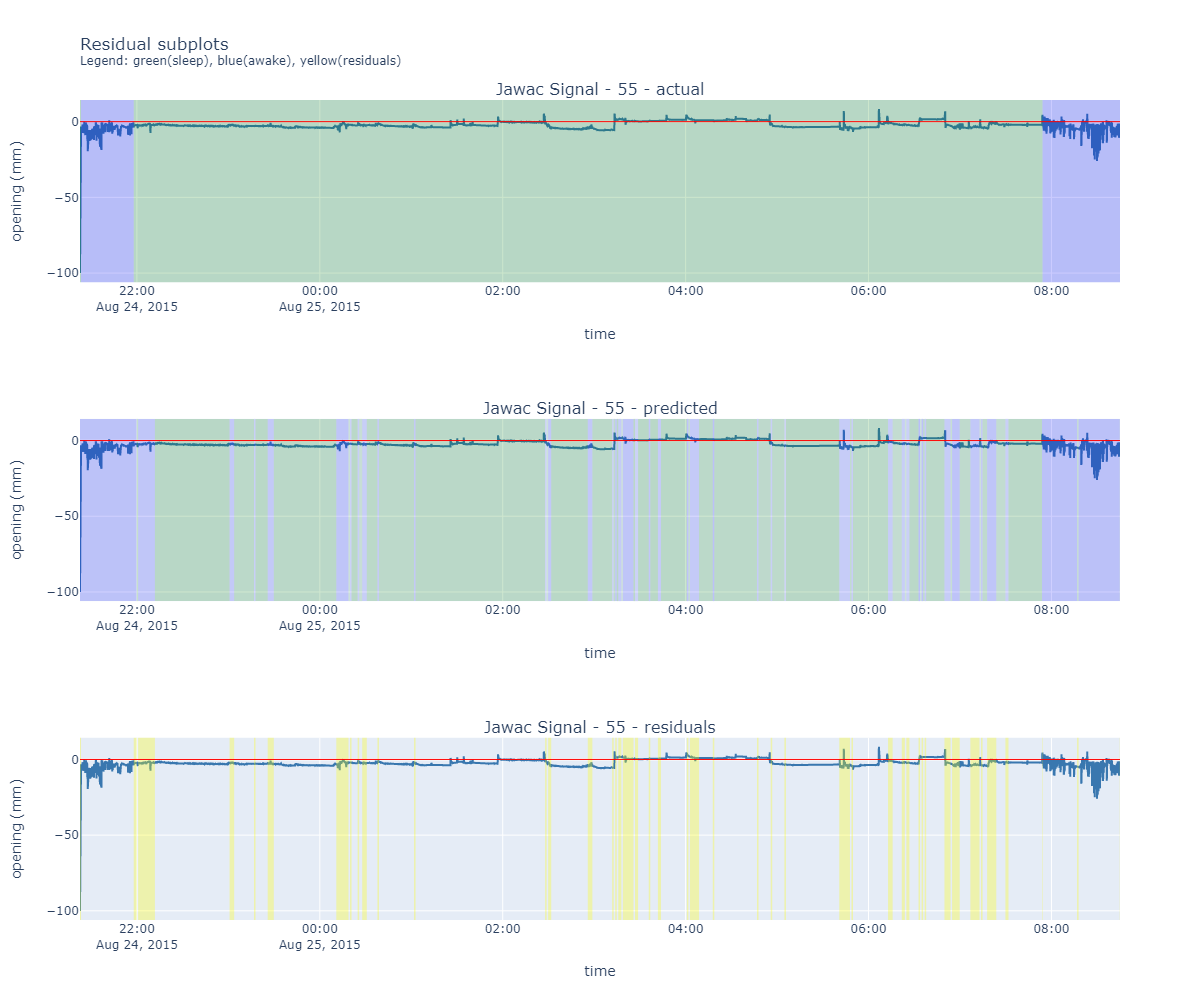 Residual subplots
Legend: green(sleep), blue(awake), yellow(residuals)
Jawac Signal - 55 - actual
opening (mm)
0
−50
−100
22:00 00:00 02:00 04:00 06:00 08:00
Aug 24, 2015 Aug 25, 2015
time
Jawac Signal - 55 - predicted
opening (mm)
0
−50
−100
22:00 00:00 02:00 04:00 06:00 08:00
Aug 24, 2015 Aug 25, 2015
time
Jawac Signal - 55 - residuals
opening (mm)
0
−50
−100
22:00 00:00 02:00 04:00 06:00 08:00
Aug 24, 2015 Aug 25, 2015
time